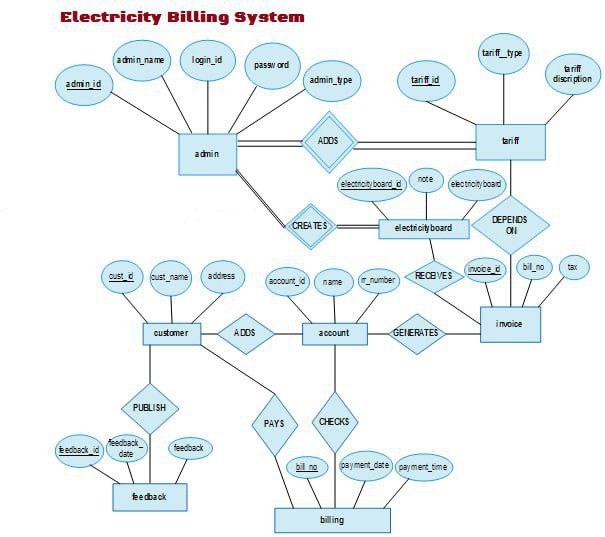 Electricity Billing System
admin_id
admin_name
login_id
password
admin_type
tariff_id
tariff_type
tariff
discription
admin
ADDS
tariff
electricityboard_id
note
electricityboard
CREATES
electricityboard
DEPENDS
ON
RECEIVES
invoice_id
bill_no
tax
cust_id
cust_name
address
account_id
name
rr_number
customer
ADDS
account
GENERATES
invoice
PUBLISH
PAYS
CHECKS
feedback_id
feedback_
date
feedback
bill_no
payment_date
payment_time
feedback
billing